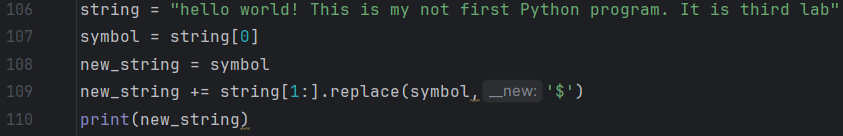 106 string = "hello world! This is my not first Python program. It is third lab"
107 symbol = string[0]
108 new_string = symbol
109 new_string += string[1:].replace(symbol, __new: '$')
110 print(new_string)